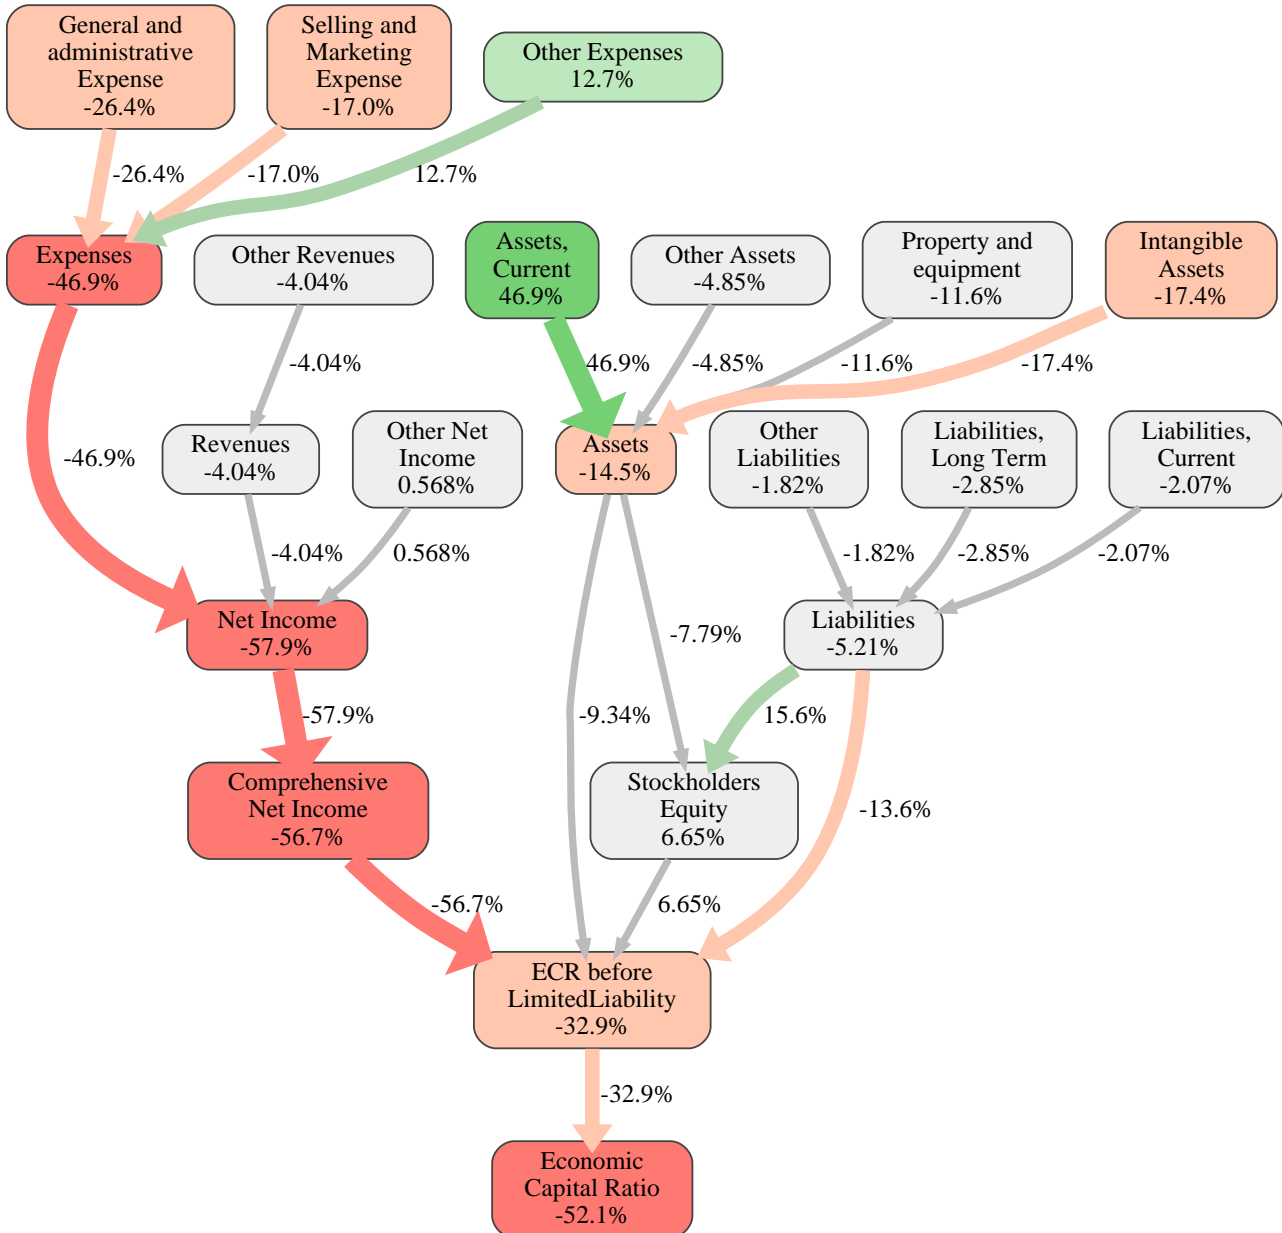 General and
administrative
Expense
-26.4%
Selling and
Marketing
Expense
-17.0%
Other Expenses
12.7%
-26.4%
-17.0%
12.7%
Expenses
-46.9%
Other Revenues
-4.04%
Assets,
Current
46.9%
Other Assets
-4.85%
Property and
equipment
-11.6%
Intangible
Assets
-17.4%
-4.04%
46.9%
-4.85%
-11.6%
-17.4%
-46.9%
Revenues
-4.04%
Other Net
Income
0.568%
Assets
-14.5%
Other
Liabilities
-1.82%
Liabilities,
Long Term
-2.85%
Liabilities,
Current
-2.07%
-4.04%
0.568%
-1.82%
-2.85%
-2.07%
Net Income
-57.9%
-7.79%
Liabilities
-5.21%
-57.9%
-9.34%
15.6%
Comprehensive
Net Income
-56.7%
Stockholders
Equity
6.65%
-13.6%
-56.7%
6.65%
ECR before
LimitedLiability
-32.9%
-32.9%
Economic
Capital Ratio
-52.1%